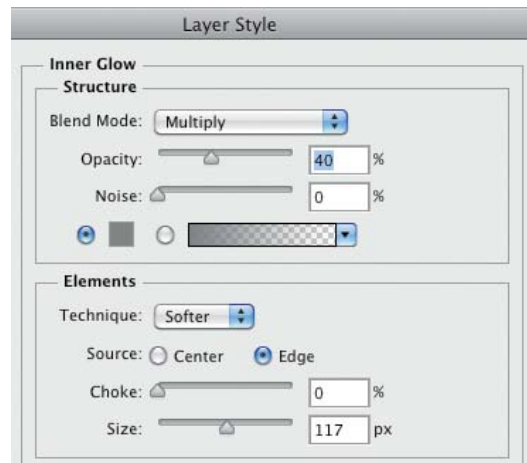 Layer Style
Inner Glow
Structure
Blend Mode: Multiply
Opacity: 40 %
Noise: 0 %
Elements
Technique: Softer
Source: Center Edge
Choke: 0 %
Size: 117 px